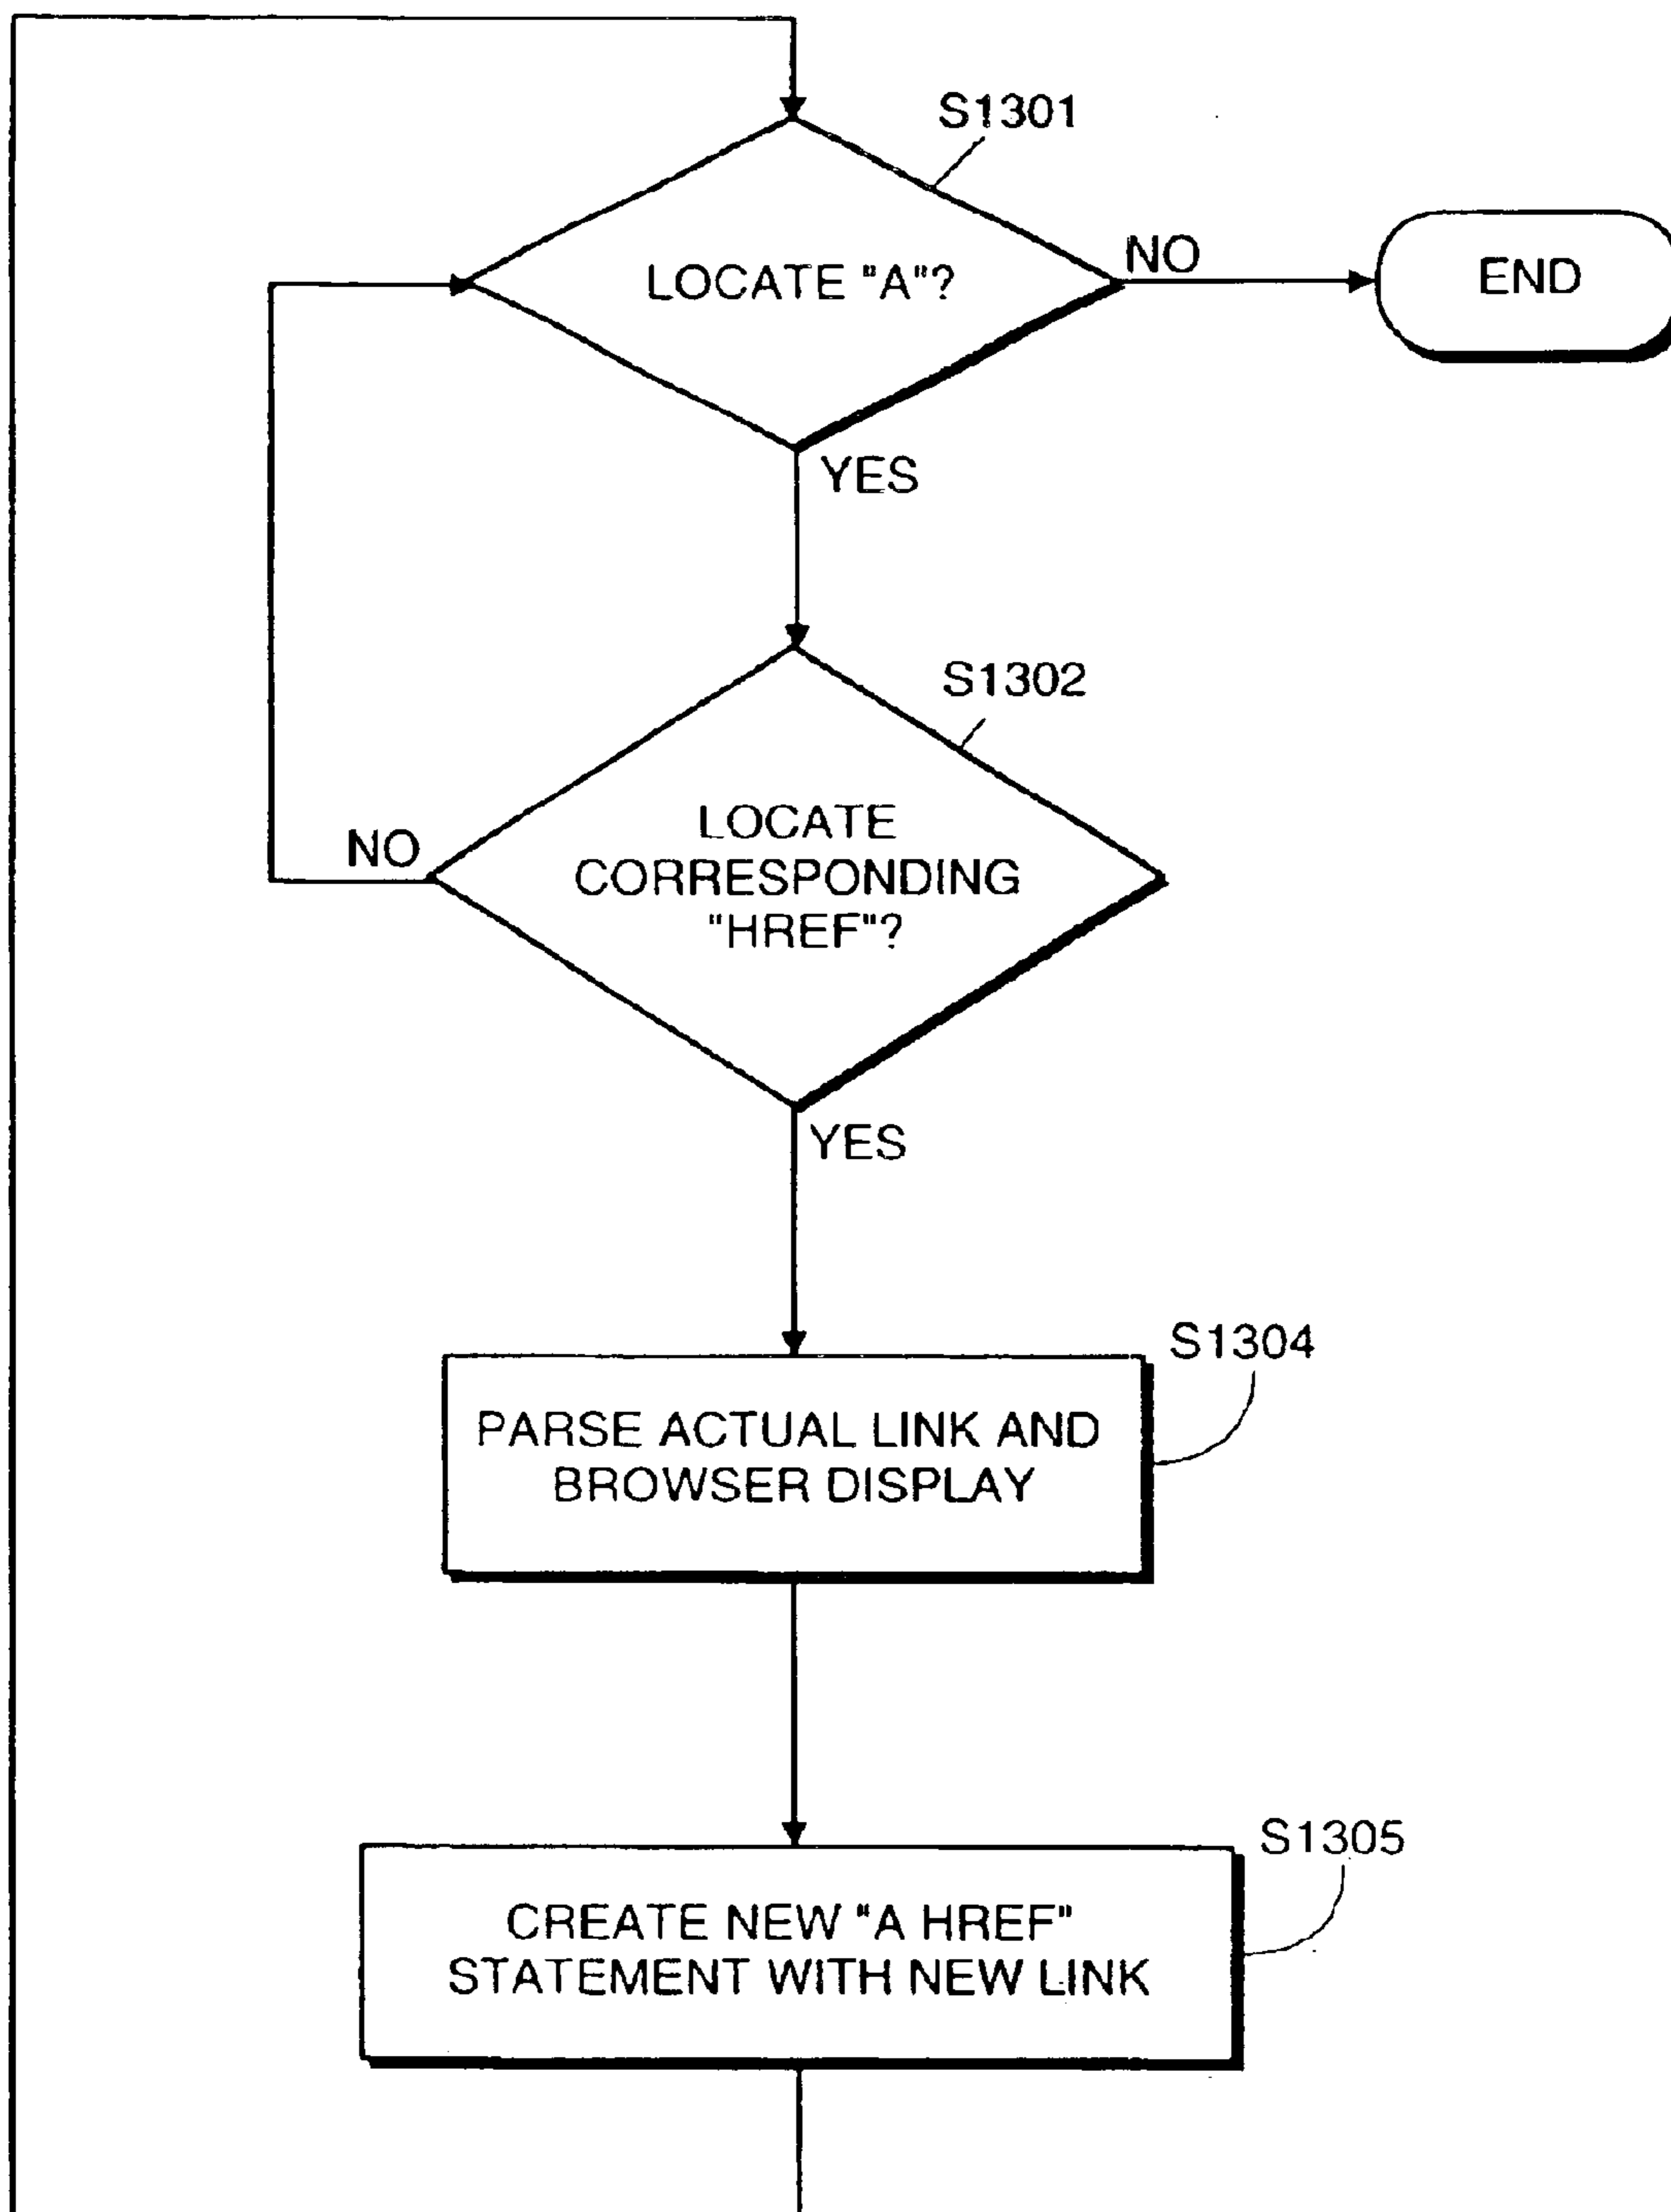 S1301
LOCATE "A"?
NO
END
YES
S1302
LOCATE
CORRESPONDING
"HREF"?
NO
YES
S1304
PARSE ACTUAL LINK AND
BROWSER DISPLAY
S1305
CREATE NEW "A HREF"
STATEMENT WITH NEW LINK